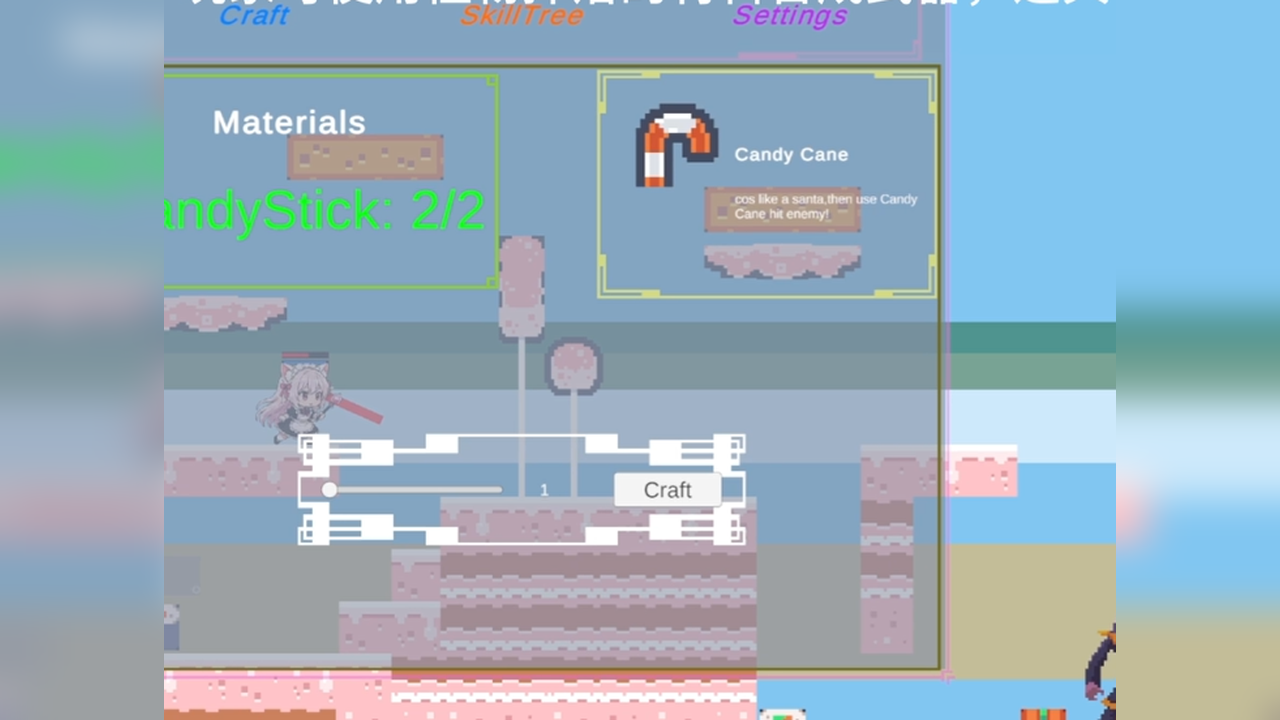 Craft
SkillTree
Settings
Materials
andyStick: 2/2
Candy Cane
cos like a santa,then use Candy
Cane hit enemy!
1
Craft